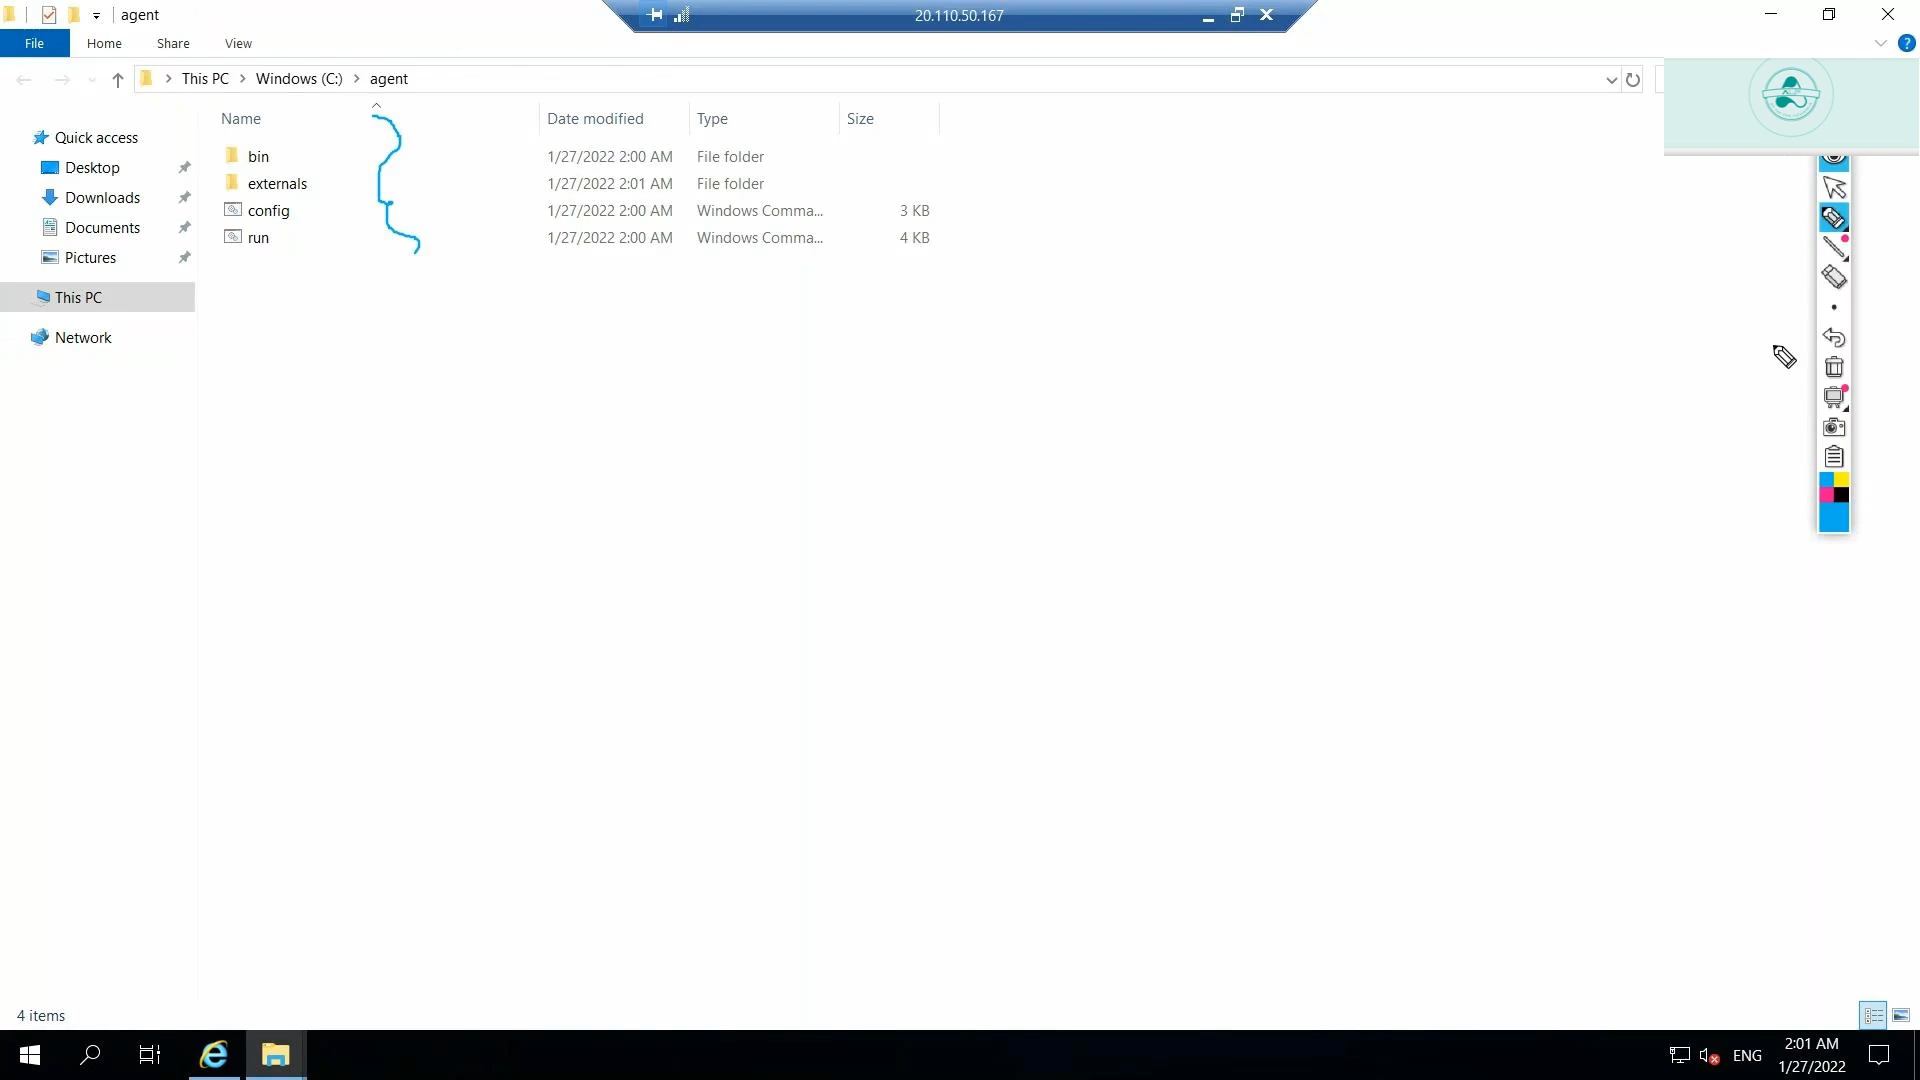 agent
20.110.50.167
File Home Share View
This PC Windows (C:) agent
Name Date modified Type Size
Quick access
Desktop
Downloads
Documents
Pictures
This PC
Network
bin 1/27/2022 2:00 AM File folder
externals 1/27/2022 2:01 AM File folder
config 1/27/2022 2:00 AM Windows Comma... 3 KB
run 1/27/2022 2:00 AM Windows Comma... 4 KB
4 items
ENG
2:01 AM
1/27/2022